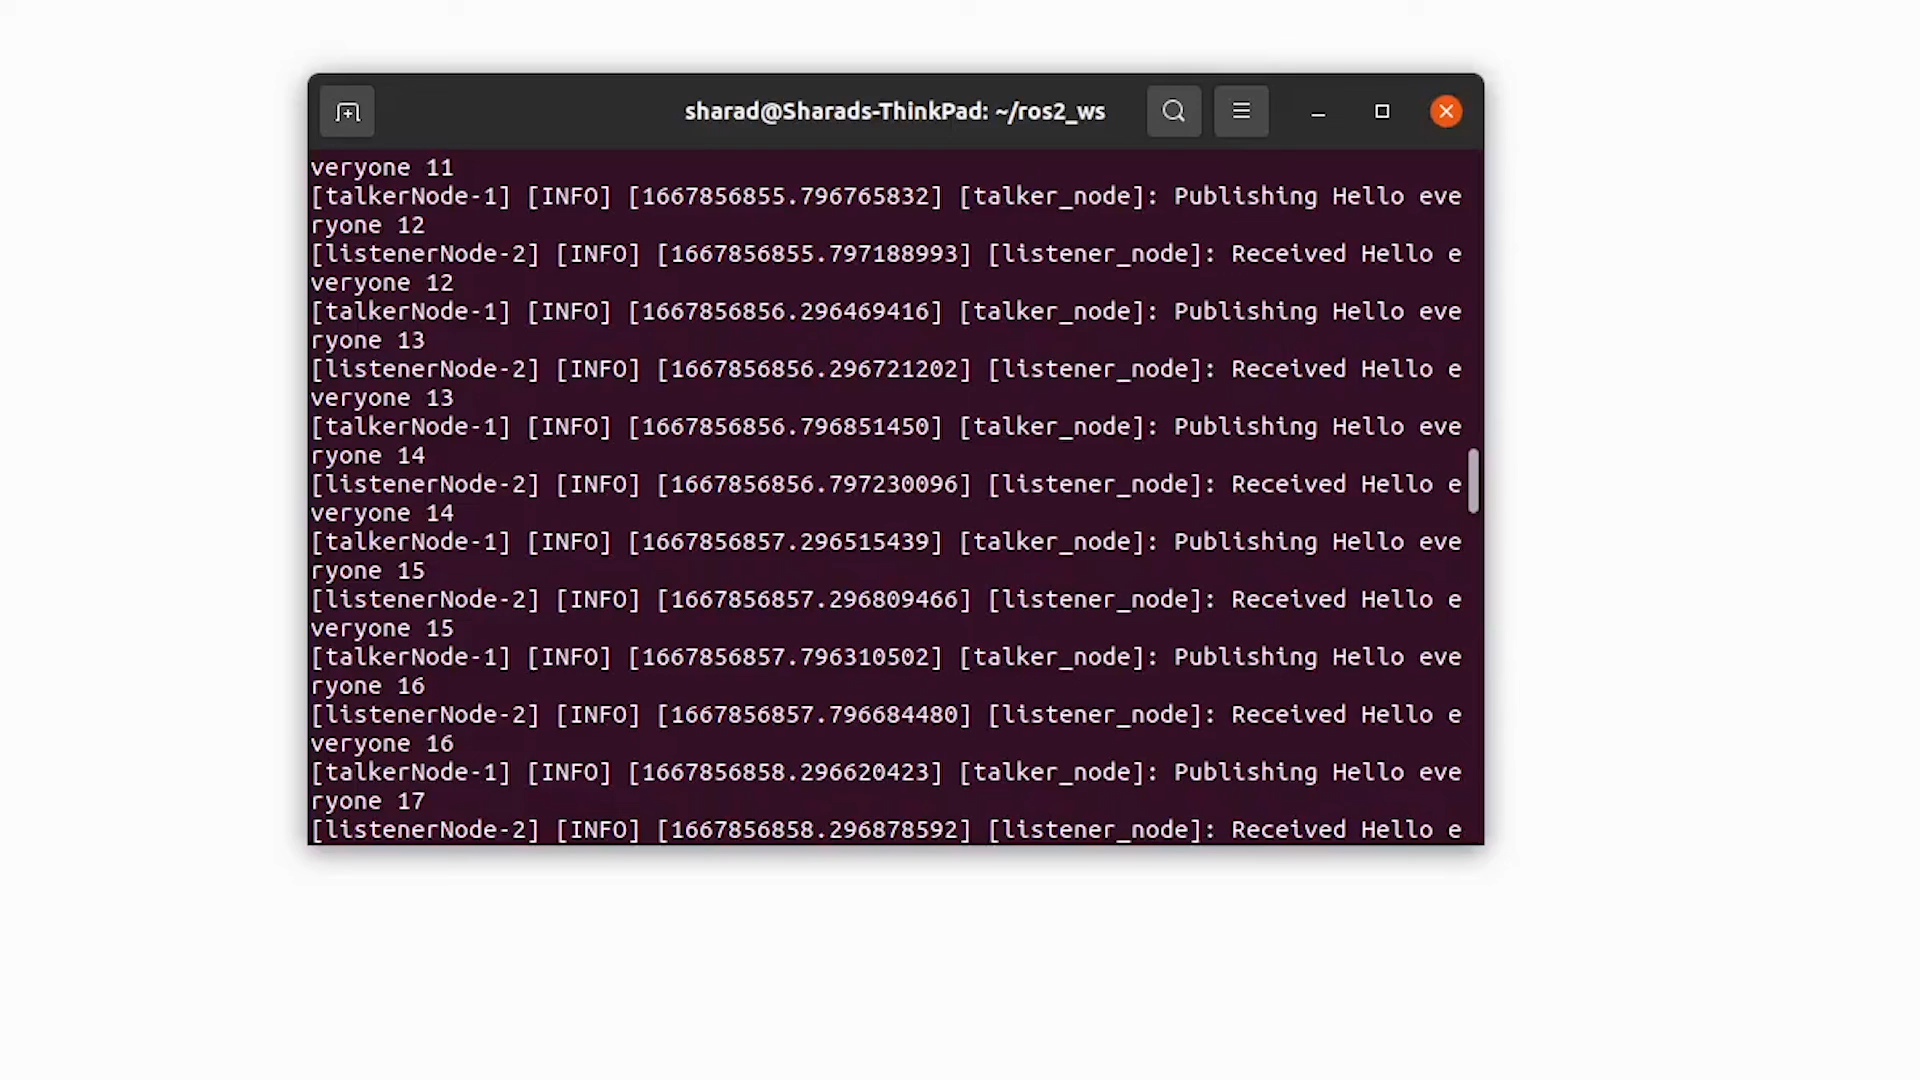 sharad@Sharads-ThinkPad: ~/ros2_ws
veryone 11
[talkerNode-1] [INFO] [1667856855.796765832] [talker_node]: Publishing Hello eve
ryone 12
[listenerNode-2] [INFO] [1667856855.797188993] [listener_node]: Received Hello e
veryone 12
[talkerNode-1] [INFO] [1667856856.296469416] [talker_node]: Publishing Hello eve
ryone 13
[listenerNode-2] [INFO] [1667856856.296721202] [listener_node]: Received Hello e
veryone 13
[talkerNode-1] [INFO] [1667856856.796851450] [talker_node]: Publishing Hello eve
ryone 14
[listenerNode-2] [INFO] [1667856856.797230096] [listener_node]: Received Hello e
veryone 14
[talkerNode-1] [INFO] [1667856857.296515439] [talker_node]: Publishing Hello eve
ryone 15
[listenerNode-2] [INFO] [1667856857.296809466] [listener_node]: Received Hello e
veryone 15
[talkerNode-1] [INFO] [1667856857.796310502] [talker_node]: Publishing Hello eve
ryone 16
[listenerNode-2] [INFO] [1667856857.796684480] [listener_node]: Received Hello e
veryone 16
[talkerNode-1] [INFO] [1667856858.296620423] [talker_node]: Publishing Hello eve
ryone 17
[listenerNode-2] [INFO] [1667856858.296878592] [listener_node]: Received Hello e